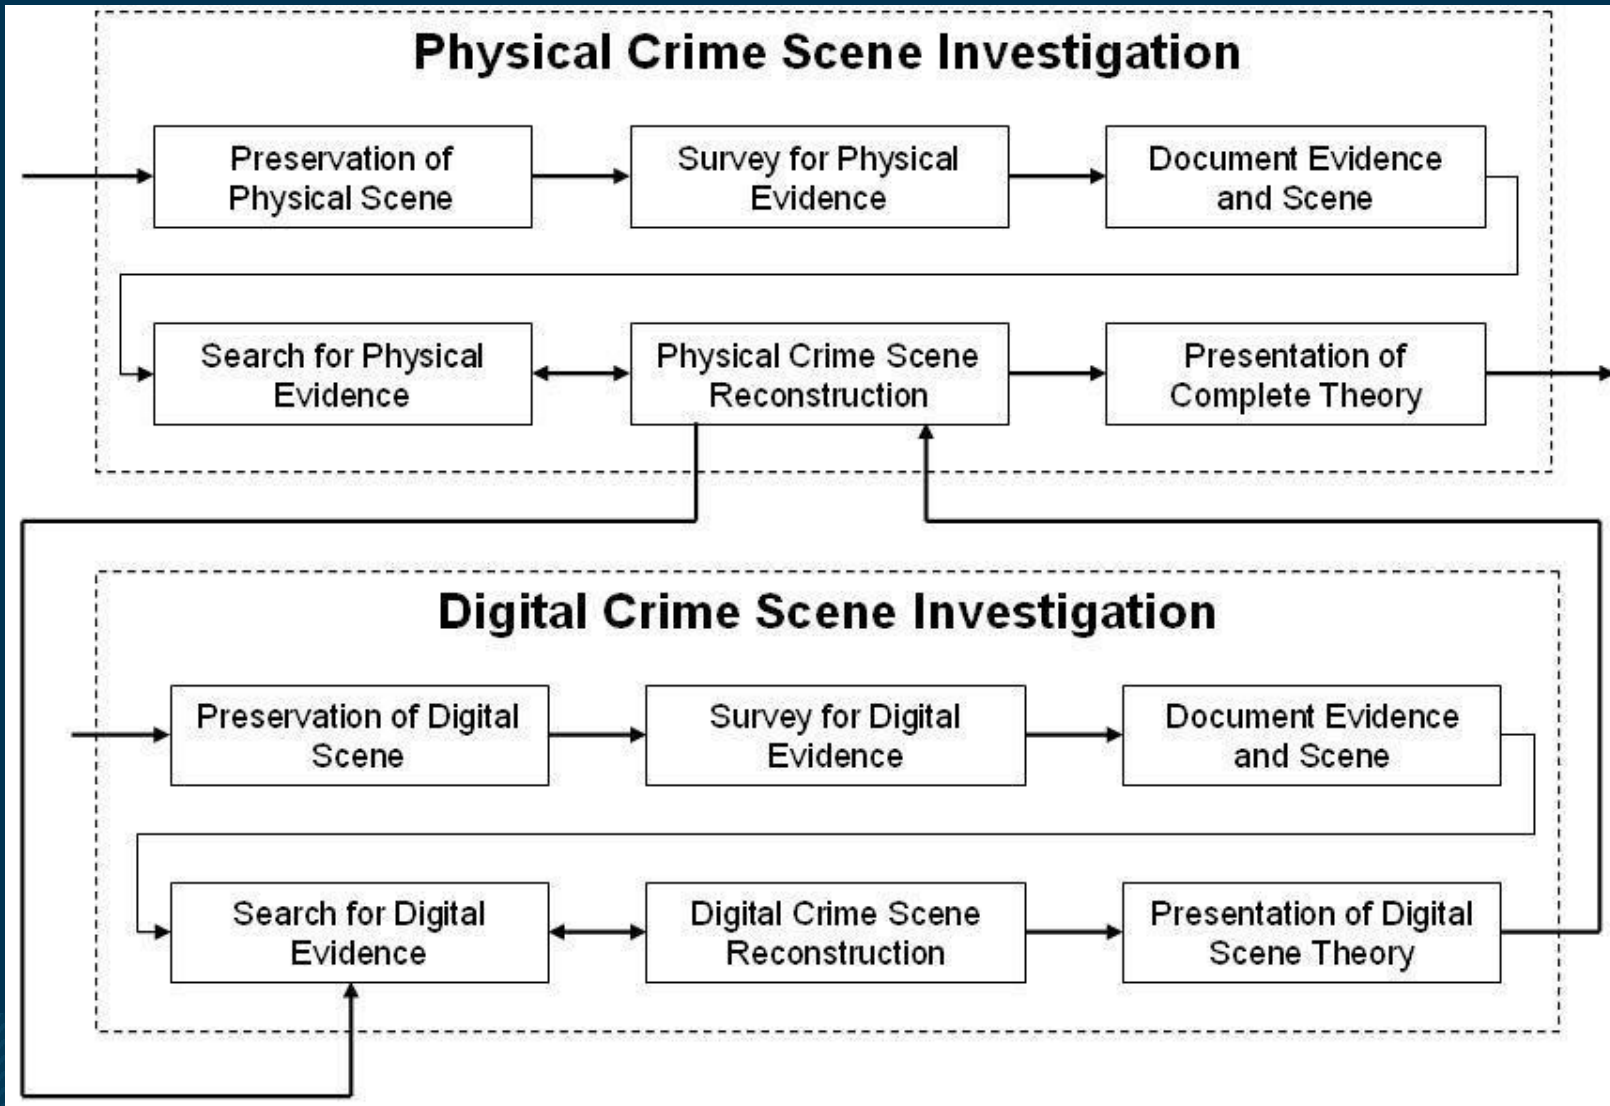 Physical Crime Scene Investigation
Preservation of
Physical Scene
Survey for Physical
Evidence
Document Evidence
and Scene
Search for Physical
Evidence
Physical Crime Scene
Reconstruction
Presentation of
Complete Theory
Digital Crime Scene Investigation
Preservation of Digital
Scene
Survey for Digital
Evidence
Document Evidence
and Scene
Search for Digital
Evidence
Digital Crime Scene
Reconstruction
Presentation of Digital
Scene Theory